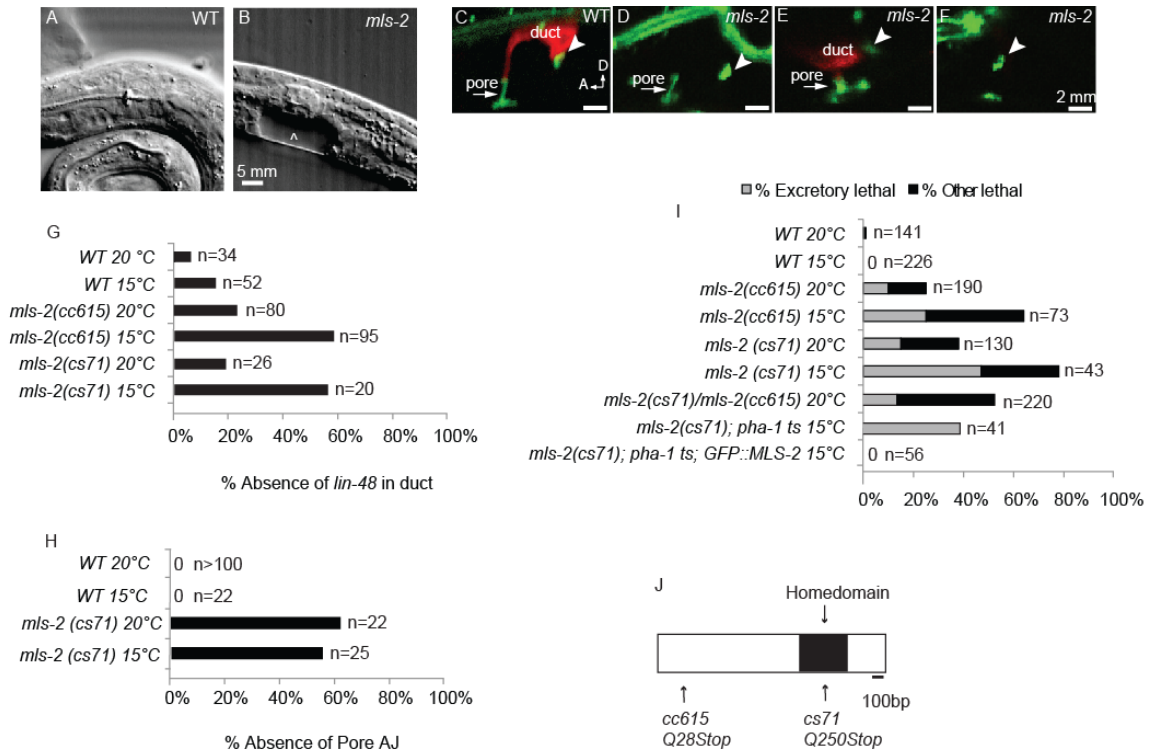 A WT
B mls-2
5 mm
C WT
duct
pore
D
A
D mls-2
pore
E mls-2
duct
pore
F mls-2
2 mm
G
WT 20 °C n=34
WT 15°C n=52
mls-2(cc615) 20°C n=80
mls-2(cc615) 15°C n=95
mls-2(cs71) 20°C n=26
mls-2(cs71) 15°C n=20
0% 20% 40% 60% 80% 100%
% Absence of lin-48 in duct
H
WT 20°C 0 n>100
WT 15°C 0 n=22
mls-2 (cs71) 20°C n=22
mls-2 (cs71) 15°C n=25
0% 20% 40% 60% 80% 100%
% Absence of Pore AJ
% Excretory lethal % Other lethal
I
WT 20°C n=141
WT 15°C 0 n=226
mls-2(cc615) 20°C n=190
mls-2(cc615) 15°C n=73
mls-2 (cs71) 20°C n=130
mls-2 (cs71) 15°C n=43
mls-2(cs71)/mls-2(cc615) 20°C n=220
mls-2(cs71); pha-1 ts 15°C n=41
mls-2(cs71); pha-1 ts; GFP::MLS-2 15°C 0 n=56
0% 20% 40% 60% 80% 100%
J
Homedomain
100bp
cc615
Q28Stop
cs71
Q250Stop